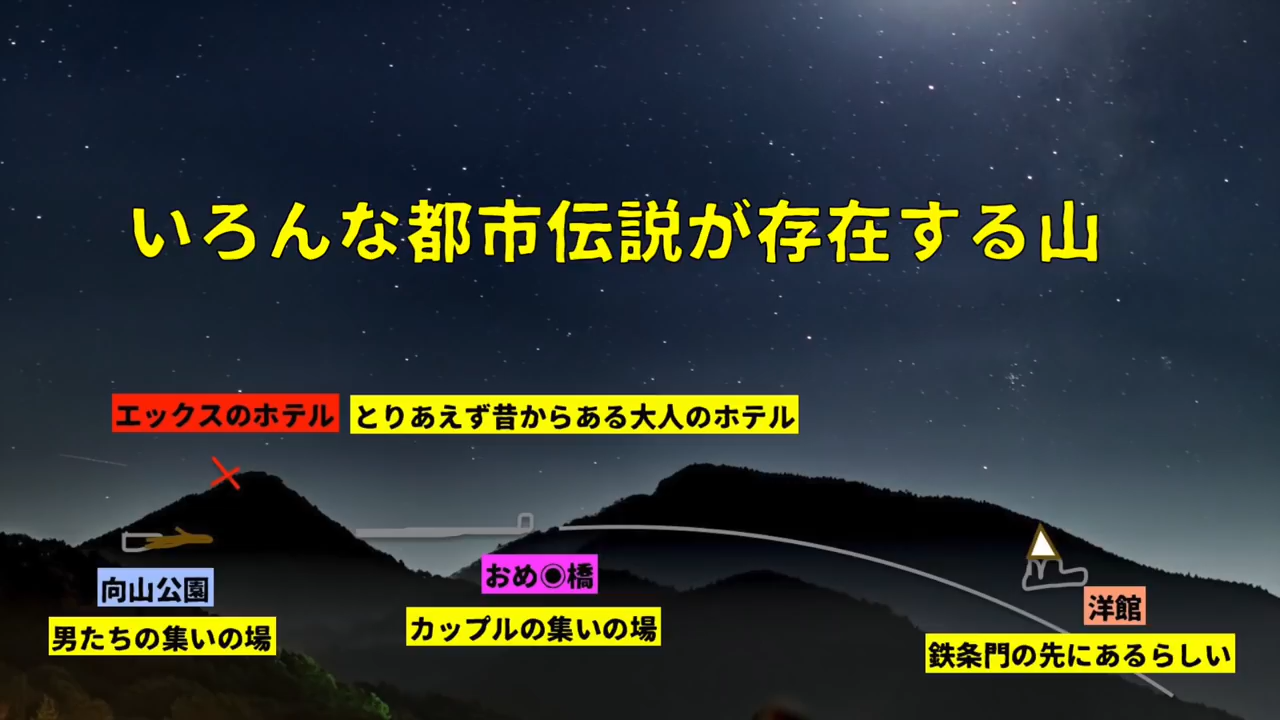 いろんな都市伝説が存在する山
エックスのホテル
とりあえず昔からある大人のホテル
おめ◉橋
カップルの集いの場
向山公園
男たちの集いの場
洋館
鉄条門の先にあるらしい